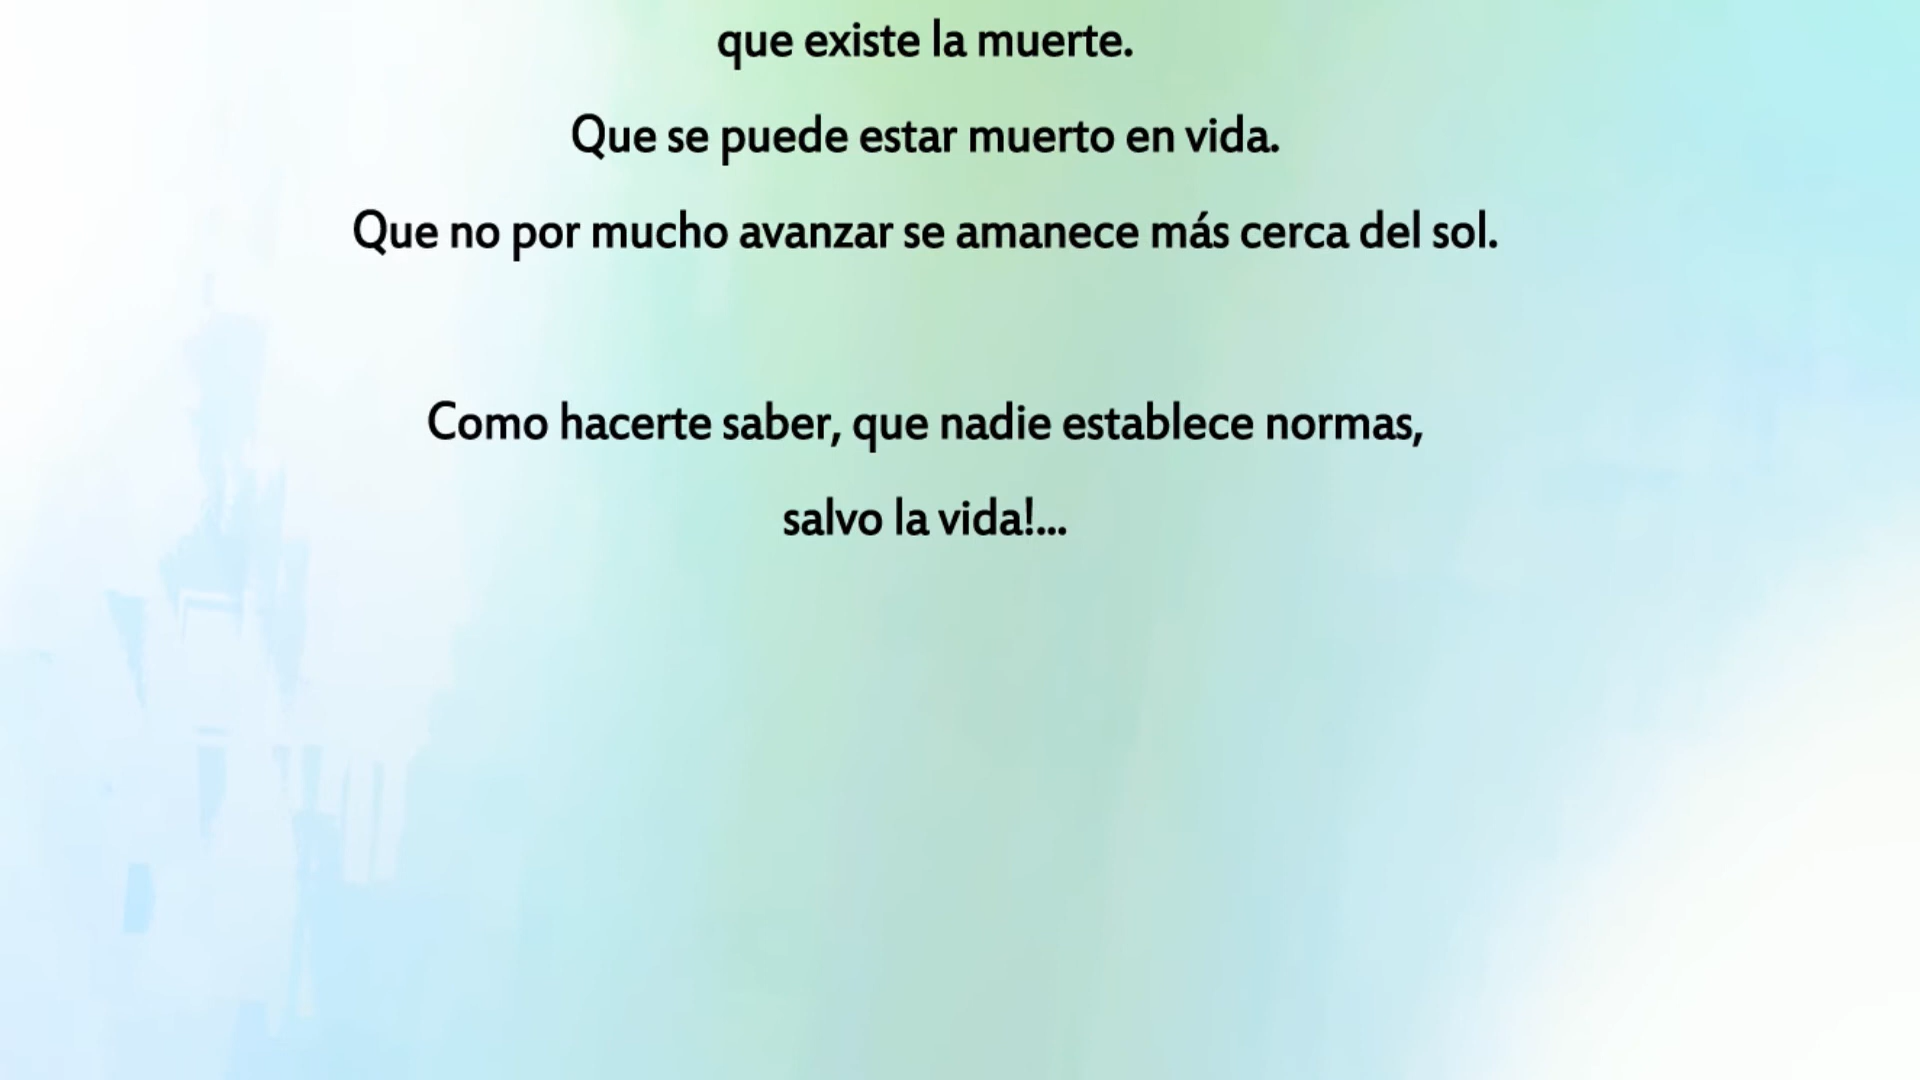 que existe la muerte.
Que se puede estar muerto en vida.
Que no por mucho avanzar se amanece más cerca del sol.
Como hacerte saber, que nadie establece normas,
salvo la vida!...